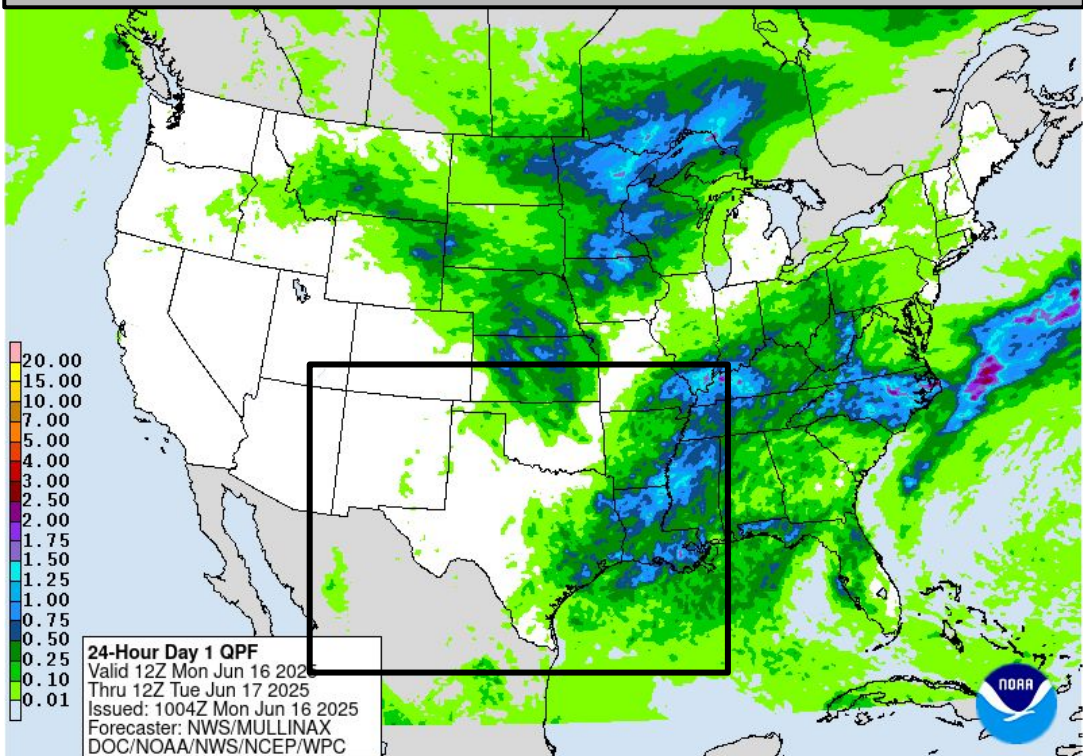 20.00
15.00
10.00
7.00
5.00
4.00
3.00
2.50
2.00
1.75
1.50
1.25
1.00
0.75
0.50
0.25
0.10
0.01
24-Hour Day 1 QPF
Valid 12Z Mon Jun 16 2025
Thru 12Z Tue Jun 17 2025
Issued: 1004Z Mon Jun 16 2025
Forecaster: NWS/MULLINAX
DOC/NOAA/NWS/NCEP/WPC
NOAA